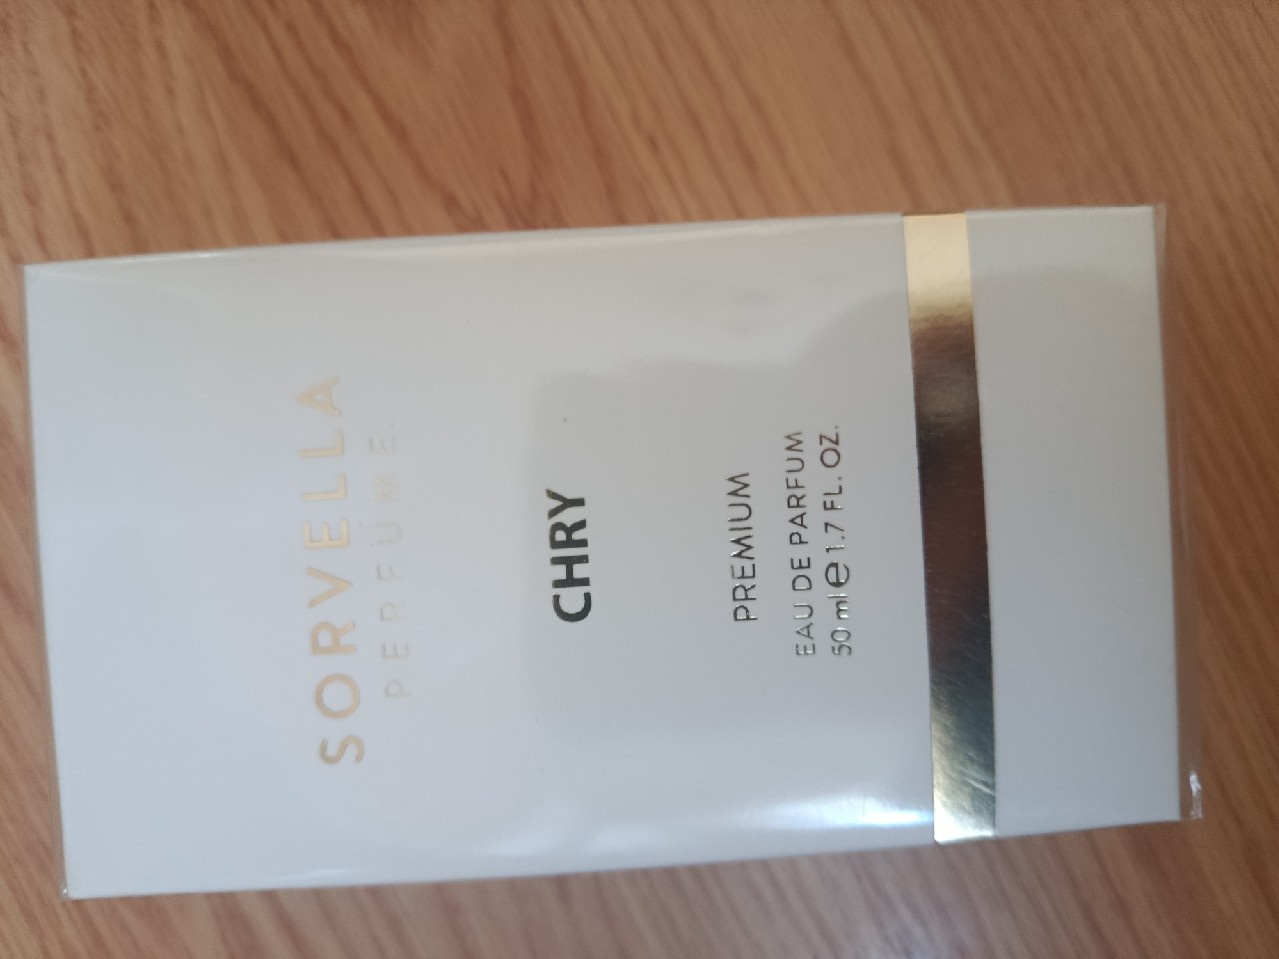 SORVELLA
PERFUME.
CHRY
PREMIUM
EAU DE PARFUM
50 ml ℮ 1.7 FL. OZ.